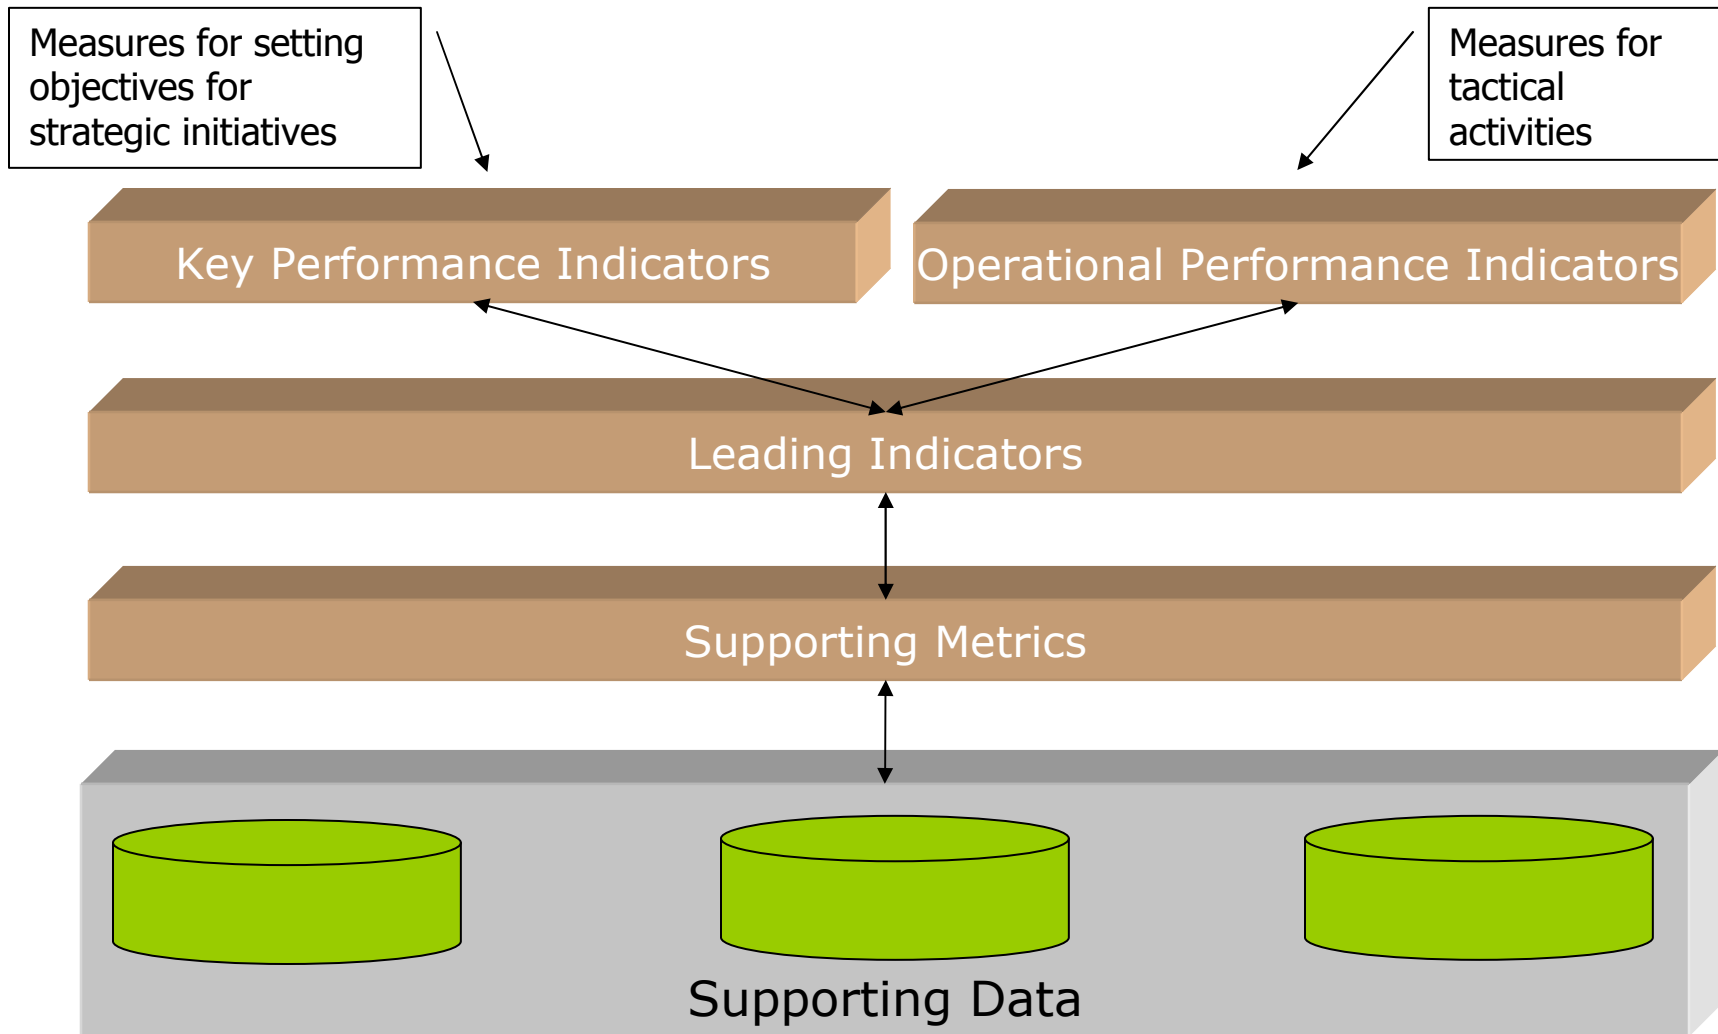 Measures for setting
objectives for
strategic initiatives
Measures for
tactical
activities
Key Performance Indicators
Operational Performance Indicators
Leading Indicators
Supporting Metrics
Supporting Data